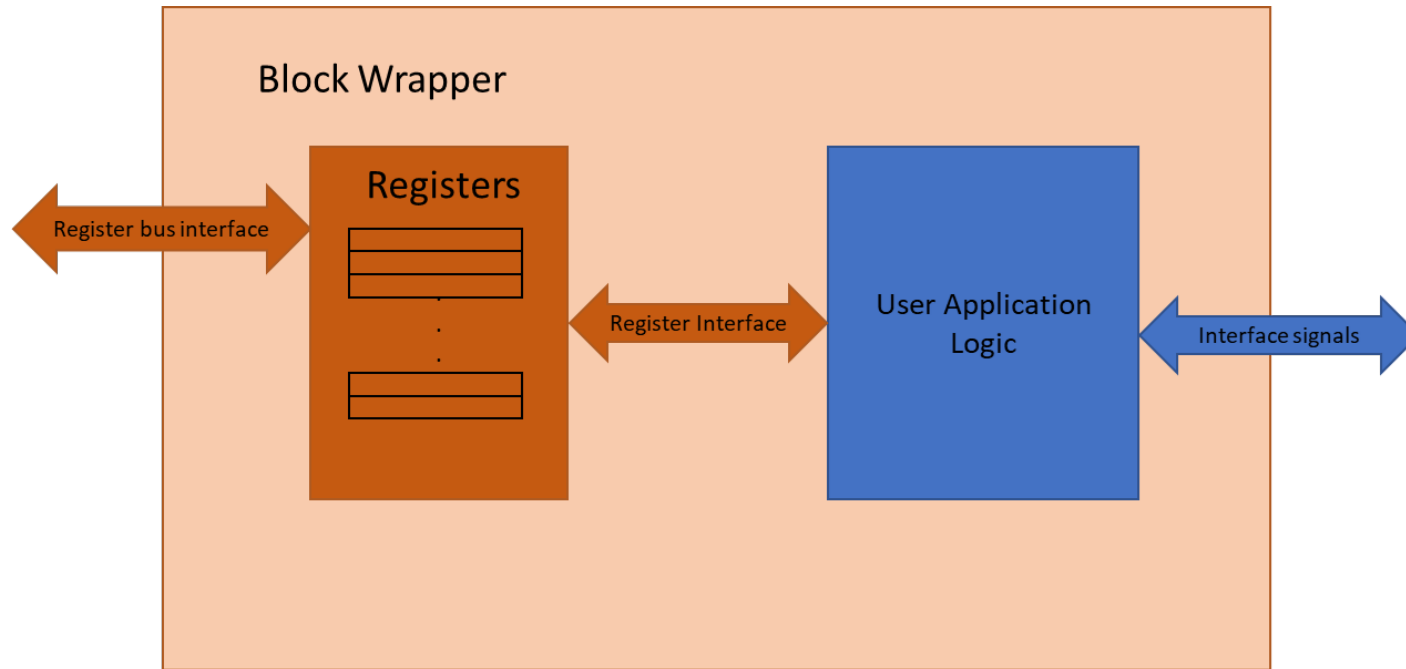 Block Wrapper
Registers
Register bus interface
Register Interface
User Application
Logic
Interface signals